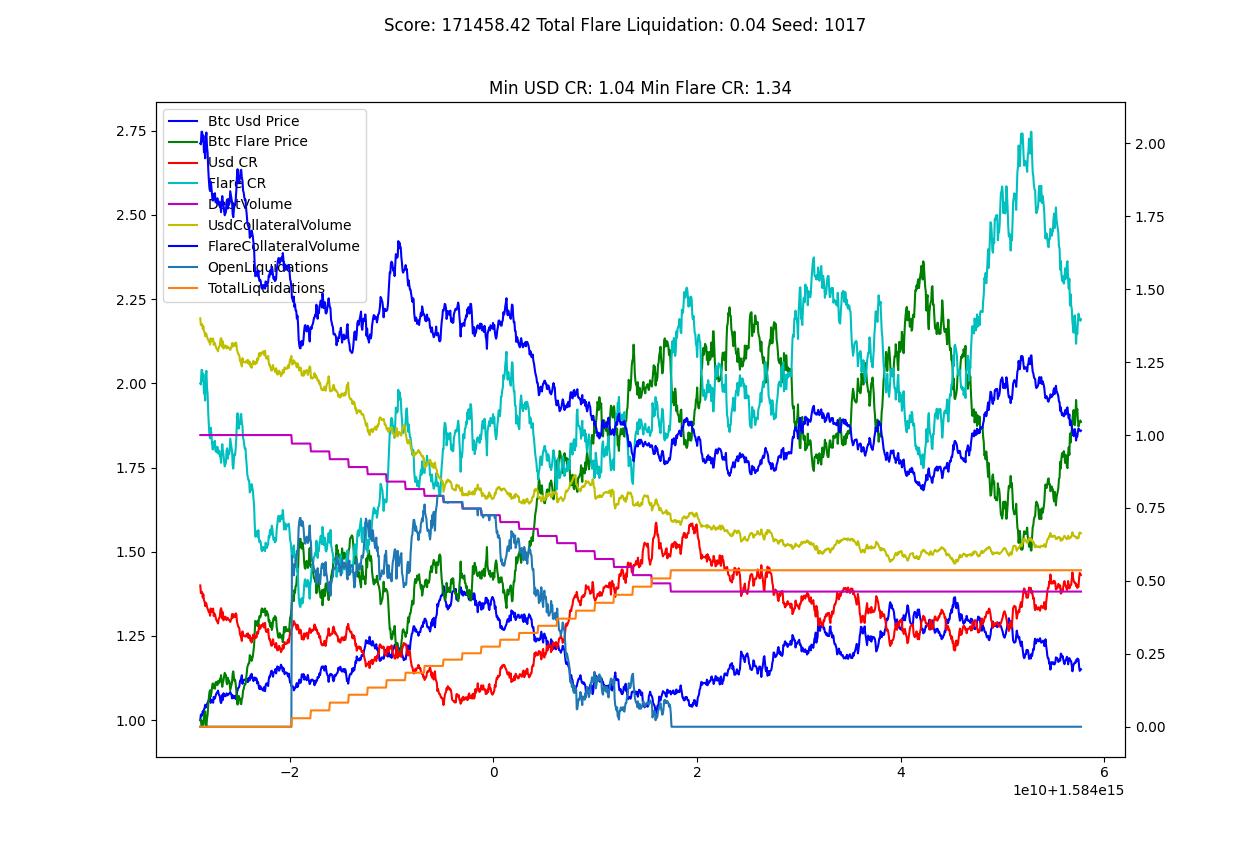 Score: 171458.42 Total Flare Liquidation: 0.04 Seed: 1017
Min USD CR: 1.04 Min Flare CR: 1.34
Btc Usd Price
Btc Flare Price
Usd CR
Flare CR
DebtVolume
UsdCollateralVolume
FlareCollateralVolume
OpenLiquidations
TotalLiquidations
2.75
2.50
2.25
2.00
1.75
1.50
1.25
1.00
2.00
1.75
1.50
1.25
1.00
0.75
0.50
0.25
0.00
−2 0 2 4 6
1e10+1.584e15